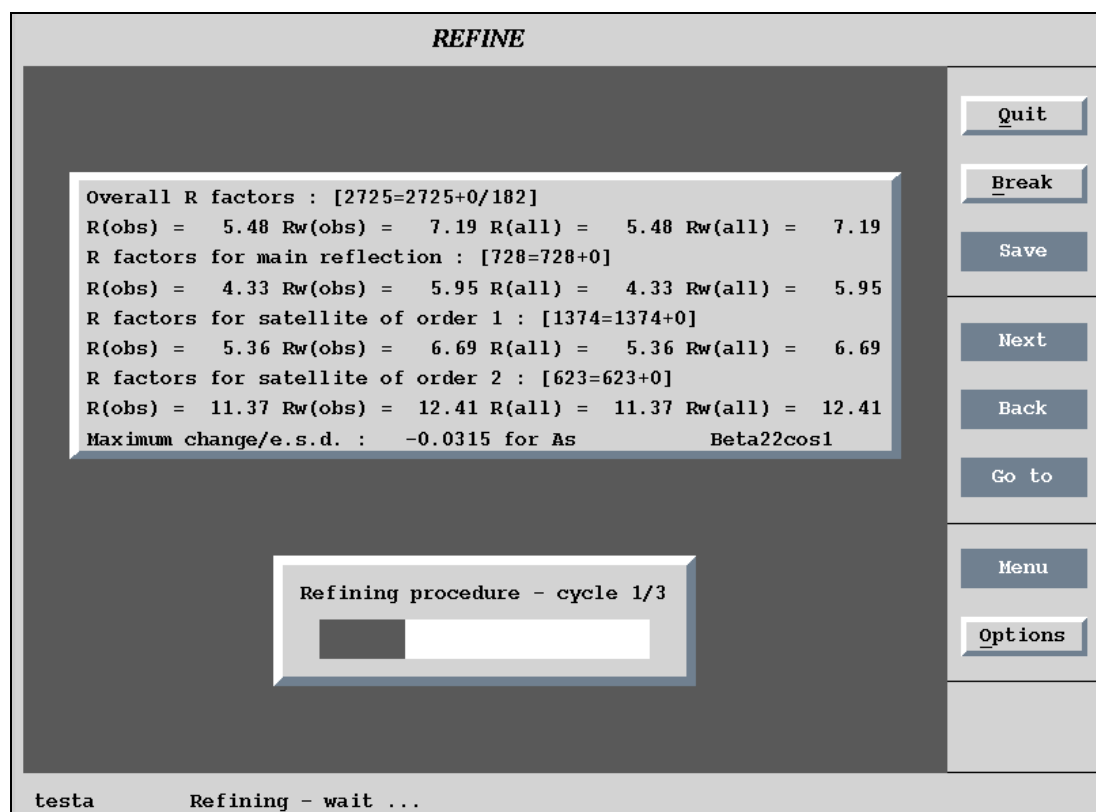 REFINE
Overall R factors : [2725=2725+0/182]
R(obs) = 5.48 Rw(obs) = 7.19 R(all) = 5.48 Rw(all) = 7.19
R factors for main reflection : [728=728+0]
R(obs) = 4.33 Rw(obs) = 5.95 R(all) = 4.33 Rw(all) = 5.95
R factors for satellite of order 1 : [1374=1374+0]
R(obs) = 5.36 Rw(obs) = 6.69 R(all) = 5.36 Rw(all) = 6.69
R factors for satellite of order 2 : [623=623+0]
R(obs) = 11.37 Rw(obs) = 12.41 R(all) = 11.37 Rw(all) = 12.41
Maximum change/e.s.d. : -0.0315 for As Beta22cos1
Refining procedure - cycle 1/3
Quit
Break
Save
Next
Back
Go to
Menu
Options
testa Refining - wait ...